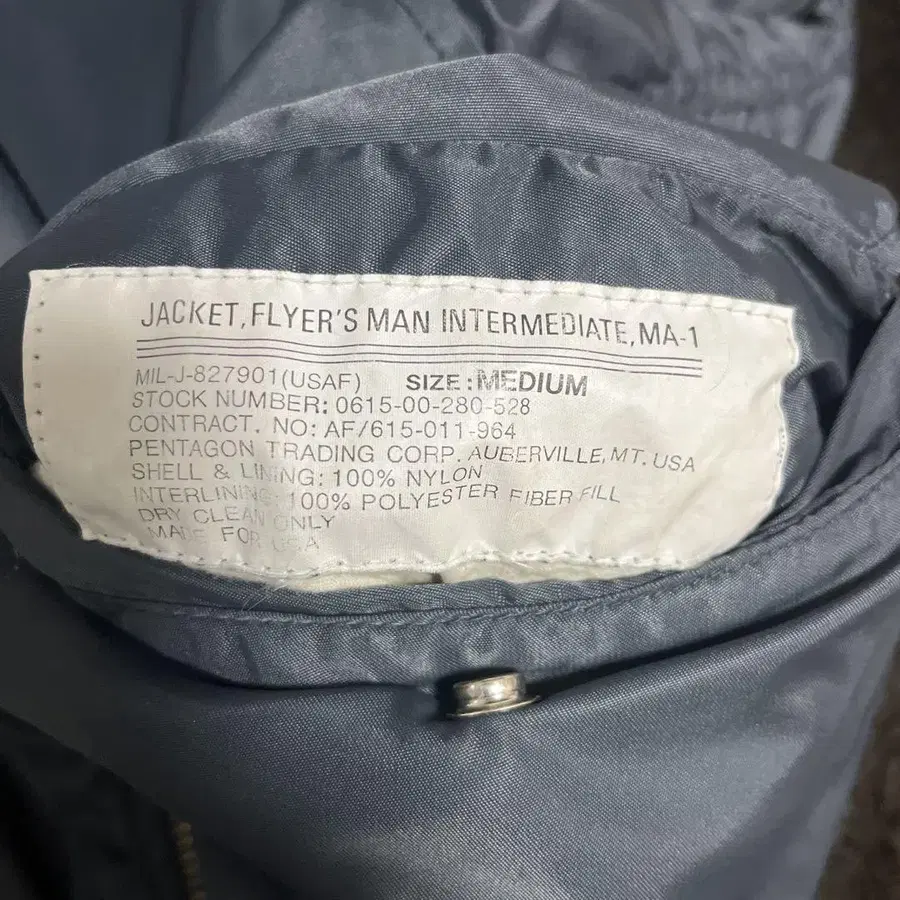 JACKET, FLYER'S MAN INTERMEDIATE, MA-1
MIL-J-827901(USAF) SIZE: MEDIUM
STOCK NUMBER: 0615-00-280-528
CONTRACT. NO: AF/615-011-964
PENTAGON TRADING CORP. AUBERVILLE, MT. USA
SHELL & LINING: 100% NYLON
INTERLINING: 100% POLYESTER FIBER FILL
DRY CLEAN ONLY
MADE FOR USA